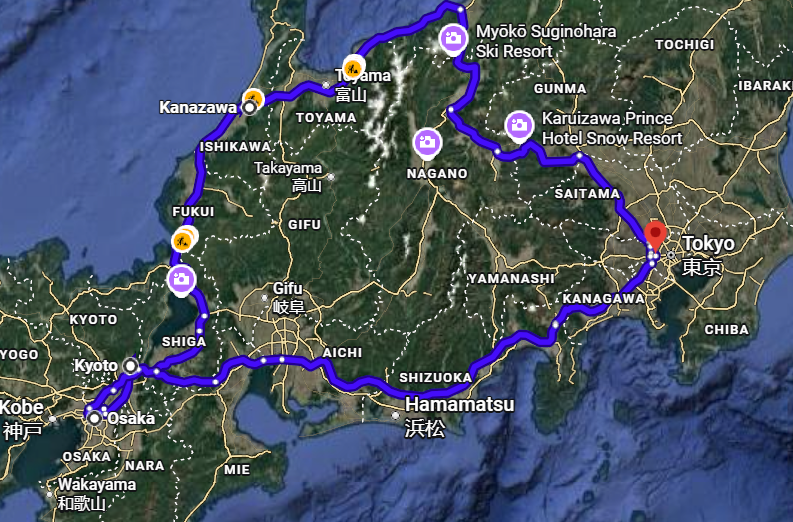 Myōkō Suginohara
Ski Resort
TOCHIGI
Toyama
富山
GUNMA
IBARAKI
Kanazawa
TOYAMA
Karuizawa Prince
Hotel Snow Resort
ISHIKAWA
Takayama
高山
NAGANO
SAITAMA
FUKUI
GIFU
Tokyo
東京
YAMANASHI
Gifu
岐阜
KANAGAWA
KYOTO
CHIBA
SHIGA
AICHI
YOGO
Kyoto
SHIZUOKA
Kobe
神戸
Hamamatsu
浜松
Osaka
OSAKA
NARA
MIE
Wakayama
和歌山